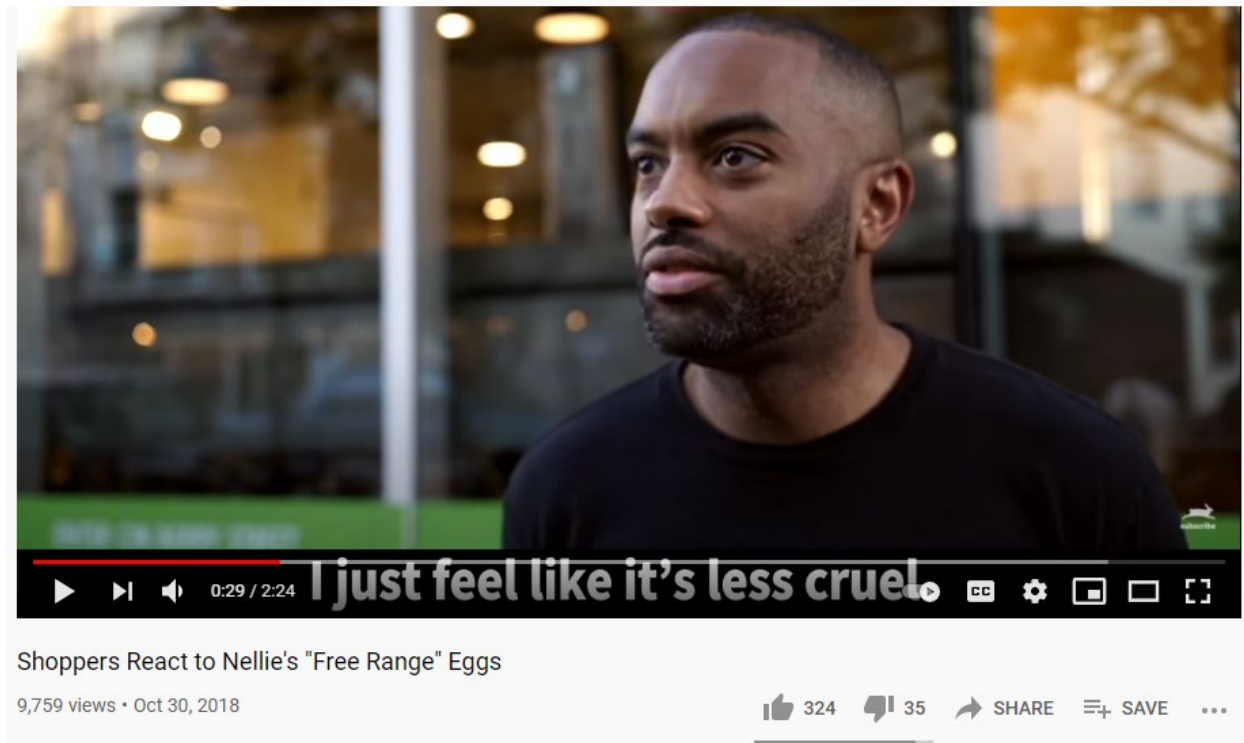 subscribe
0:29 / 2:24
I just feel like it's less cruel
CC
Shoppers React to Nellie's "Free Range" Eggs
9,759 views • Oct 30, 2018
324
35
SHARE
SAVE